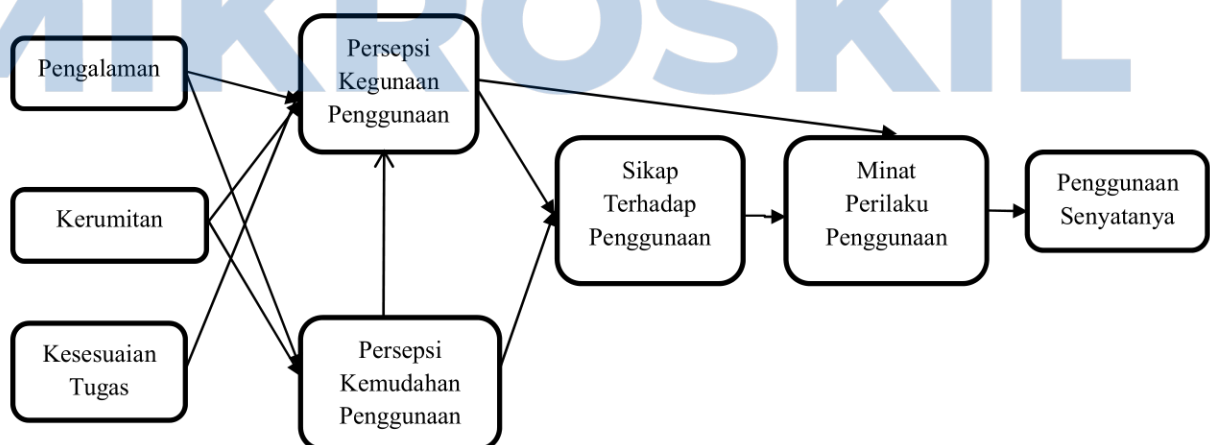 MIKROSKIL
Pengalaman
Kerumitan
Kesesuaian
Tugas
Persepsi
Kegunaan
Penggunaan
Persepsi
Kemudahan
Penggunaan
Sikap
Terhadap
Penggunaan
Minat
Perilaku
Penggunaan
Penggunaan
Senyatanya